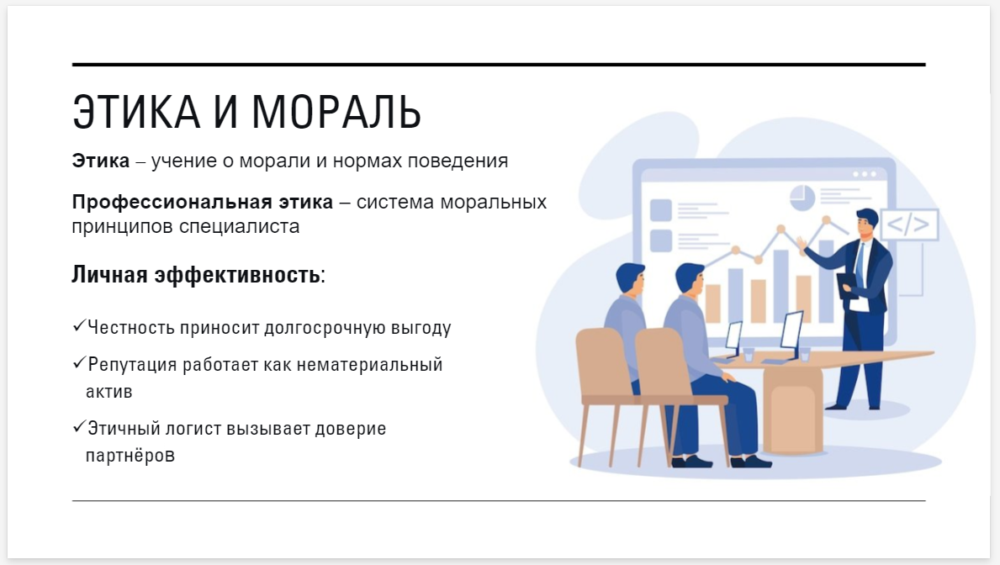 ЭТИКА И МОРАЛЬ
Этика – учение о морали и нормах поведения
Профессиональная этика – система моральных
принципов специалиста
Личная эффективность:
✓Честность приносит долгосрочную выгоду
✓Репутация работает как нематериальный
актив
✓Этичный логист вызывает доверие
партнёров
</>